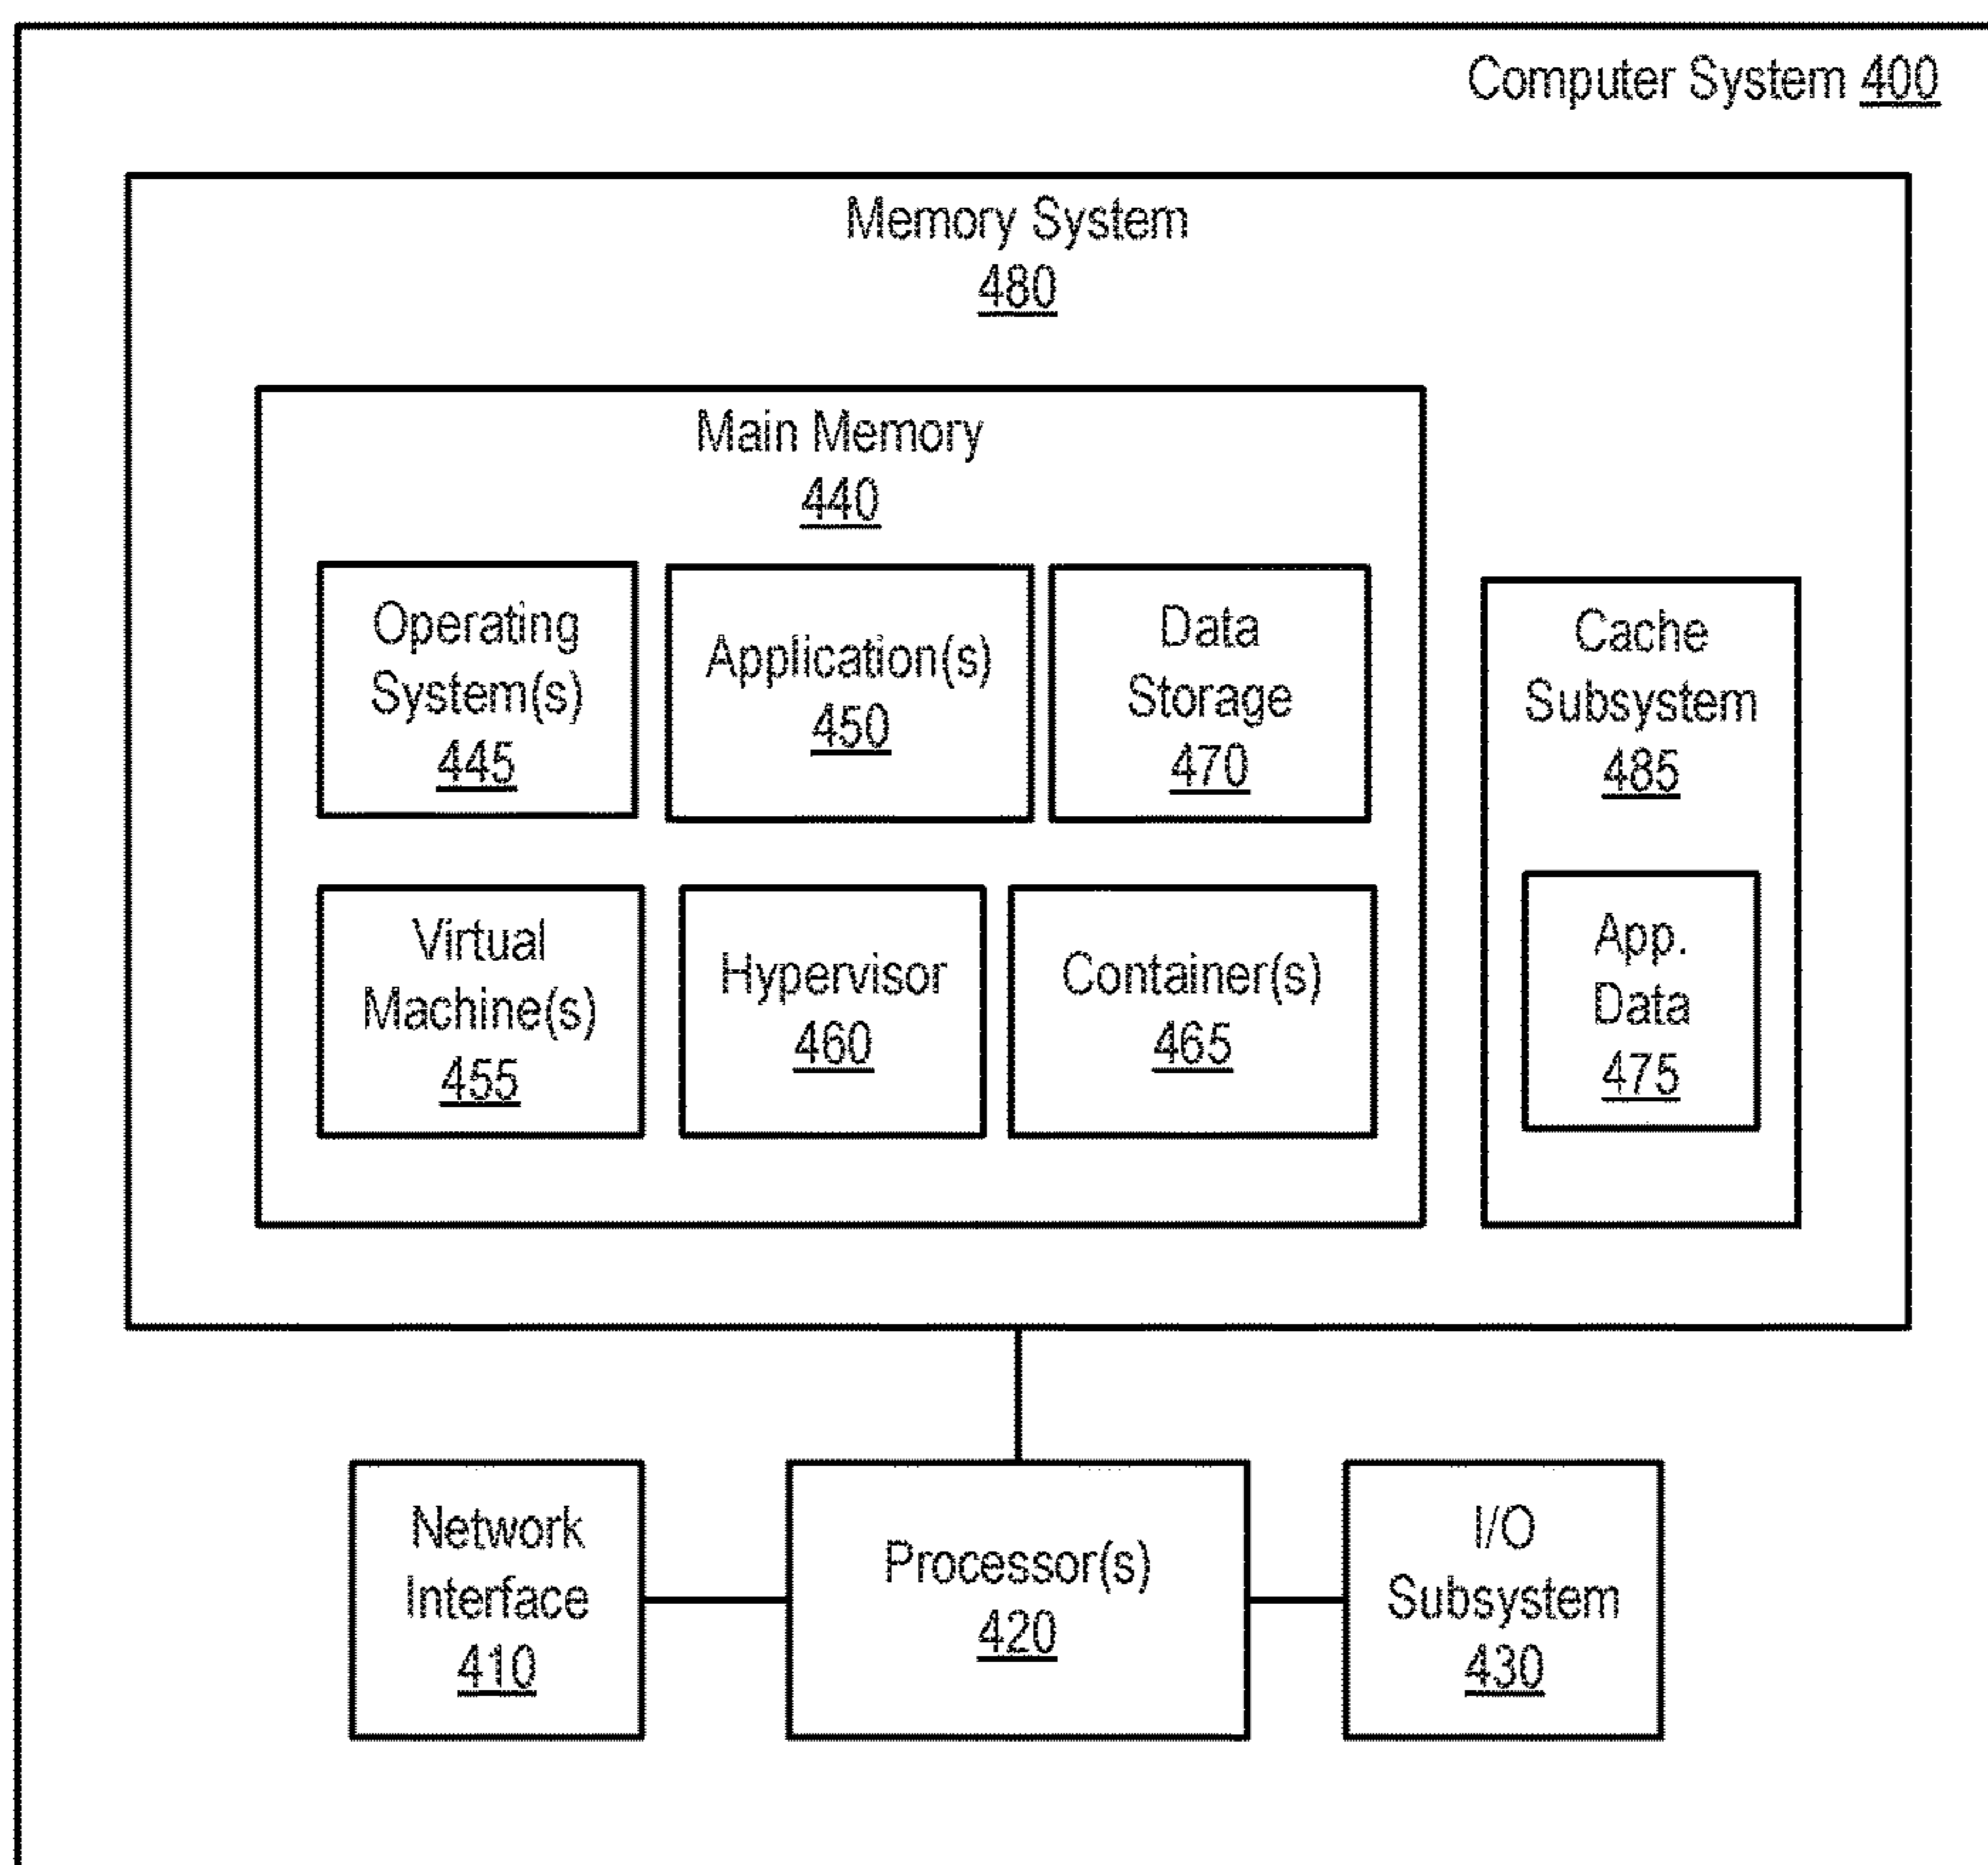 Computer System 400
Memory System
480
Main Memory
440
Operating
System(s)
445
Application(s)
450
Data
Storage
470
Cache
Subsystem
485
Virtual
Machine(s)
455
Hypervisor
460
Container(s)
465
App.
Data
475
Network
Interface
410
Processor(s)
420
I/O
Subsystem
430